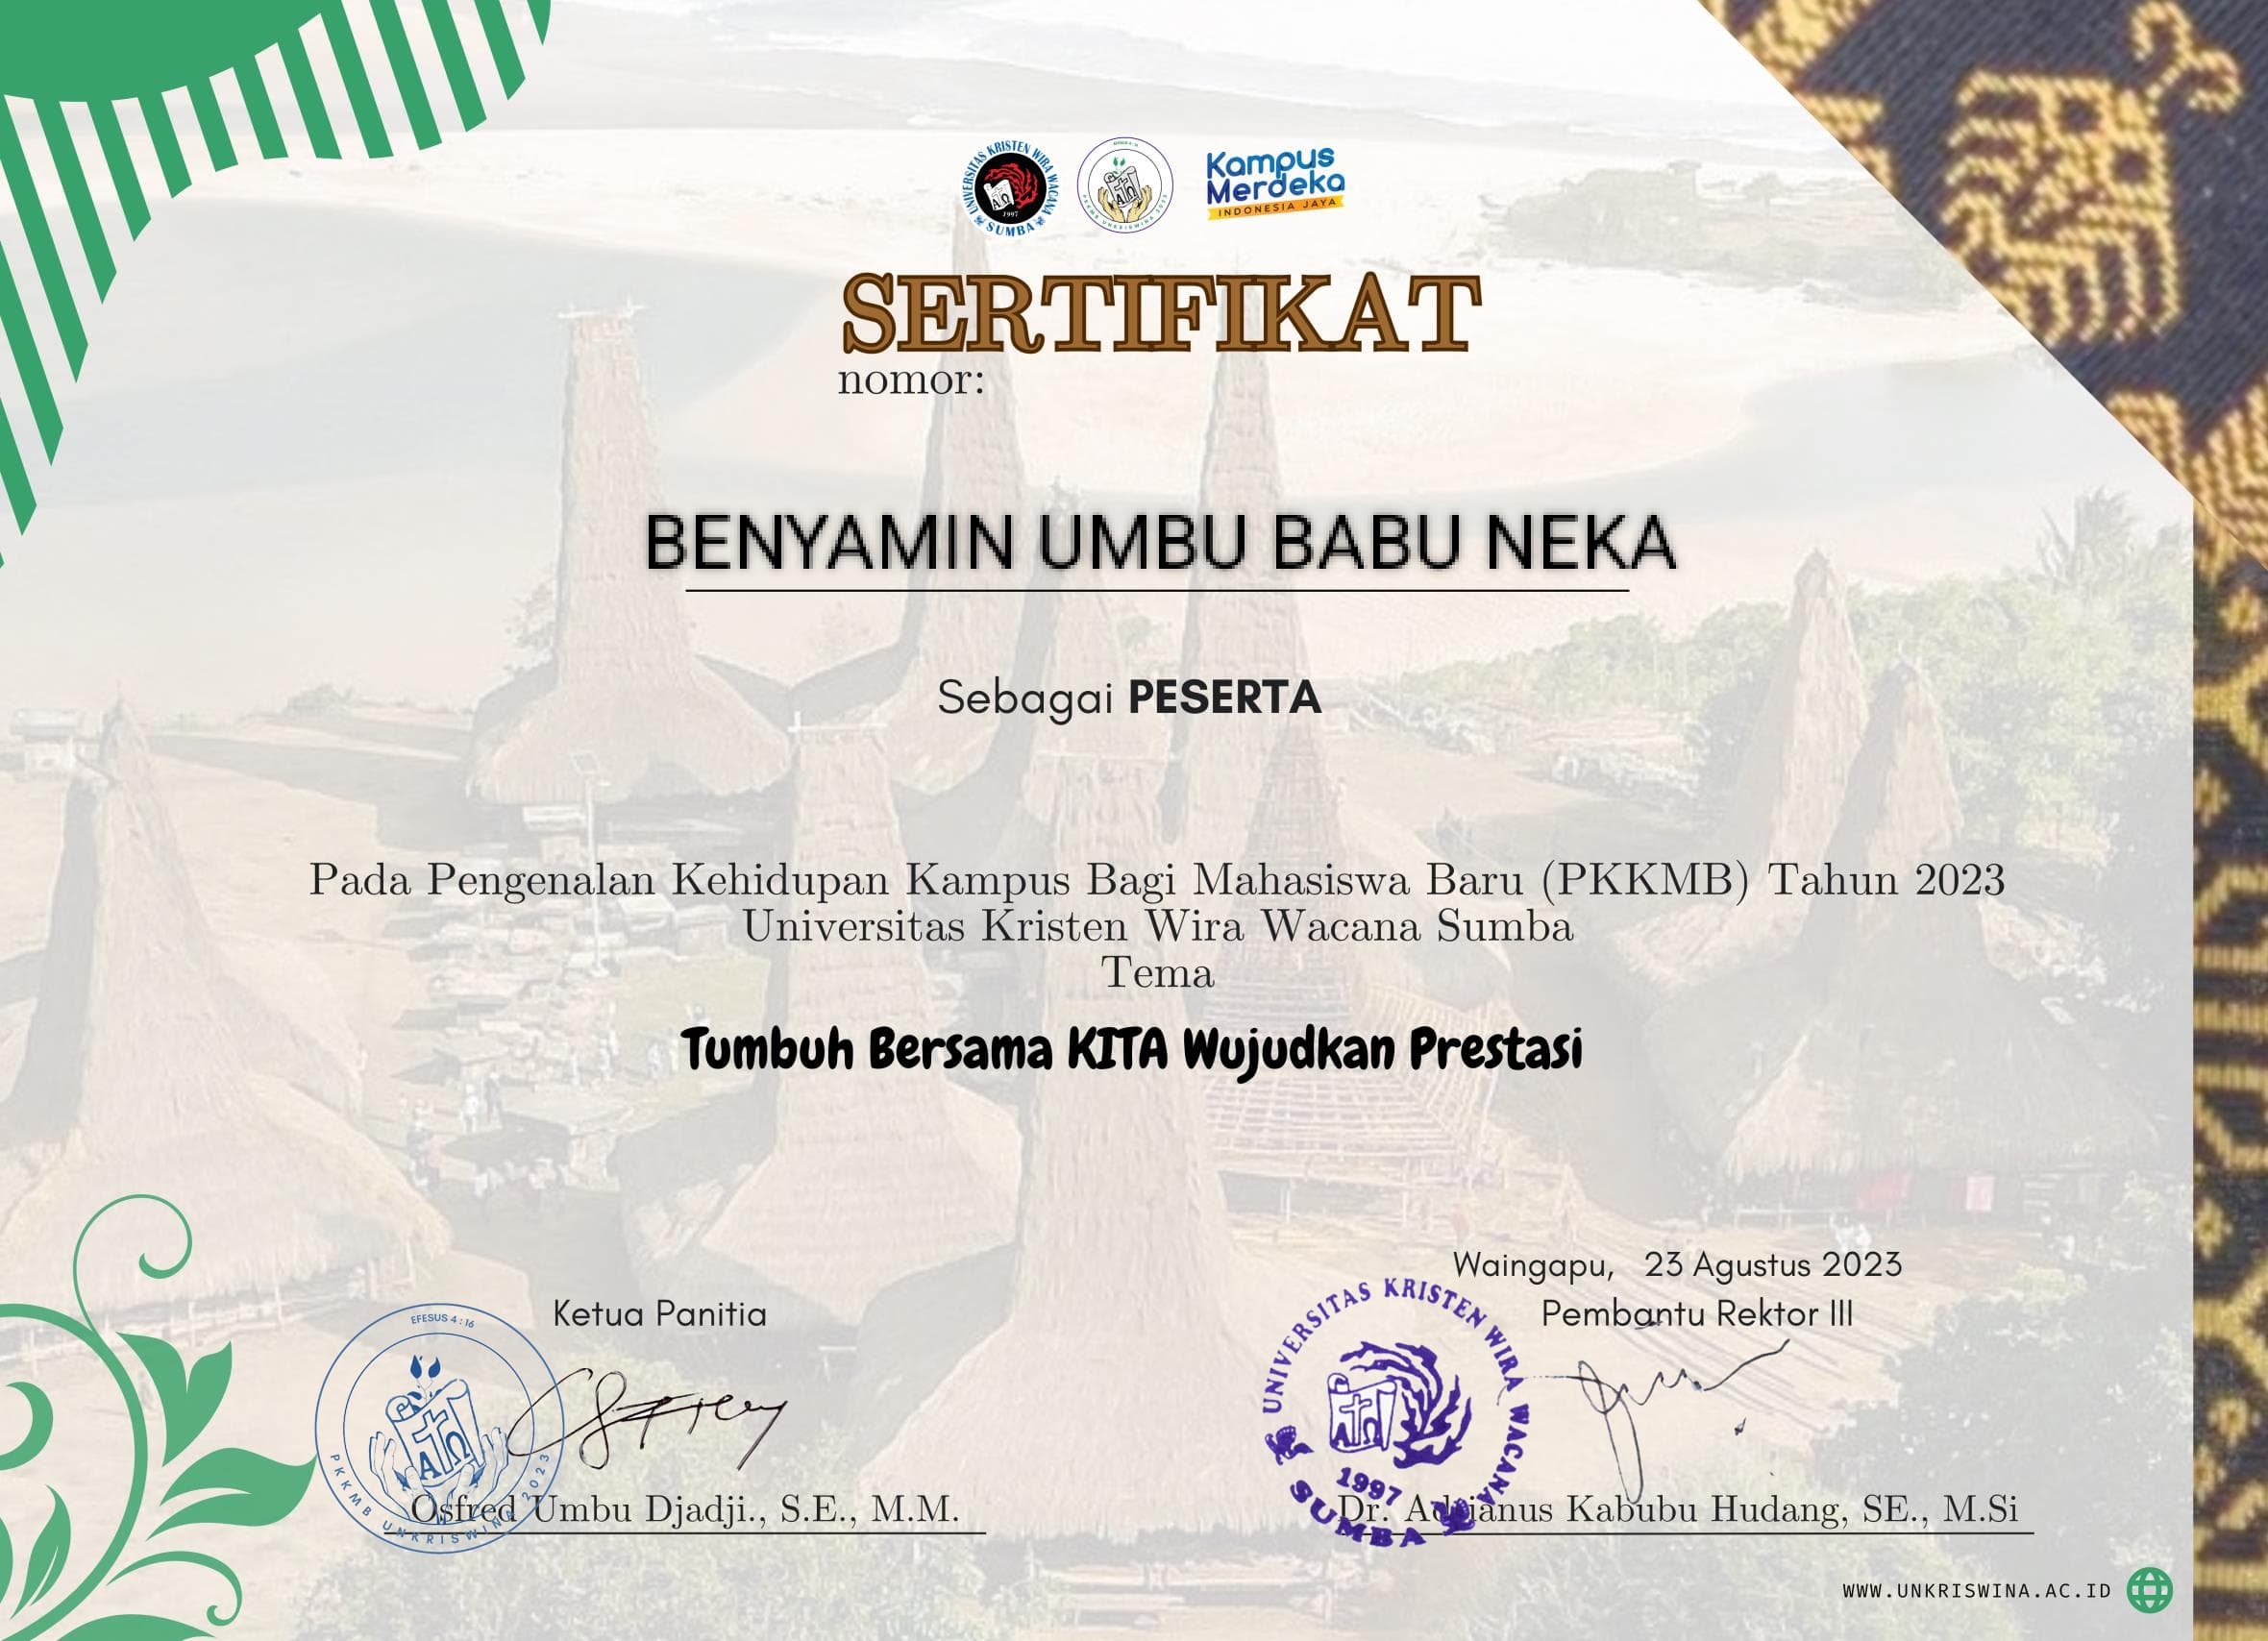 UNIVERSITAS KRISTEN WIRA WACANA
SUMBA
1997
PKKMB UNKRISWINA 2023
Kampus
Merdeka
INDONESIA JAYA
SERTIFIKAT
nomor:
BENYAMIN UMBU BABU NEKA
Sebagai PESERTA
Pada Pengenalan Kehidupan Kampus Bagi Mahasiswa Baru (PKKMB) Tahun 2023
Universitas Kristen Wira Wacana Sumba
Tema
Tumbuh Bersama KITA Wujudkan Prestasi
Waingapu, 23 Agustus 2023
Ketua Panitia
Pembantu Rektor III
EFESUS 4 : 16
PKKMB UNKRISWINA 2023
UNIVERSITAS KRISTEN WIRA WACANA
1997
SUMBA
Osfred Umbu Djadji., S.E., M.M.
Dr. Adrianus Kabubu Hudang, SE., M.Si
WWW.UNKRISWINA.AC.ID